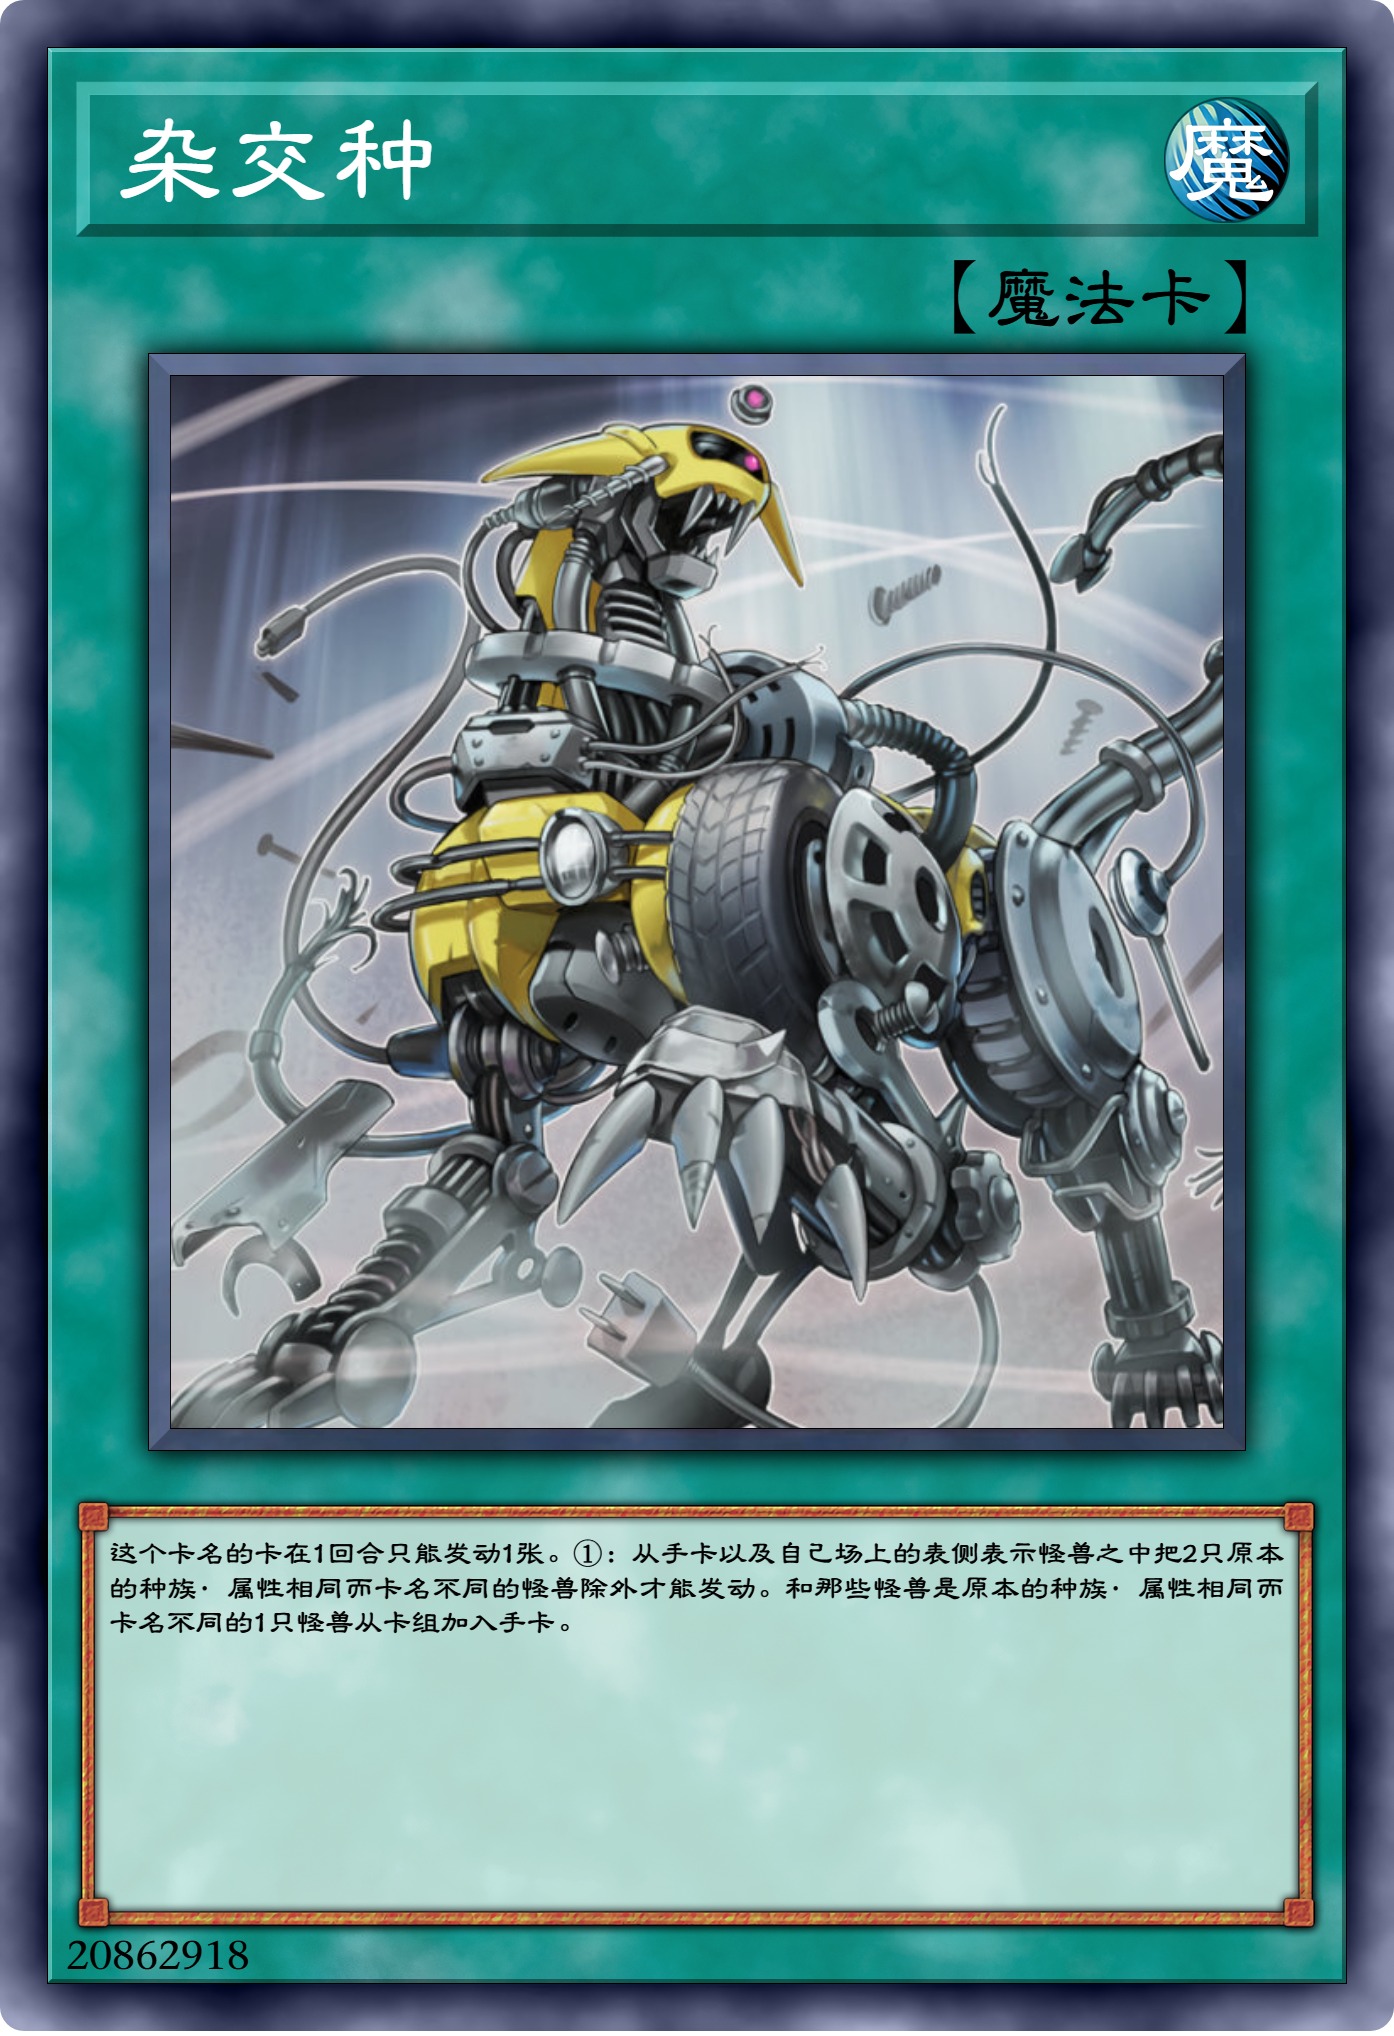 杂交种
魔
【魔法卡】
这个卡名的卡在1回合只能发动1张。①：从手卡以及自己场上的表侧表示怪兽之中把2只原本
的种族·属性相同而卡名不同的怪兽除外才能发动。和那些怪兽是原本的种族·属性相同而
卡名不同的1只怪兽从卡组加入手卡。
20862918